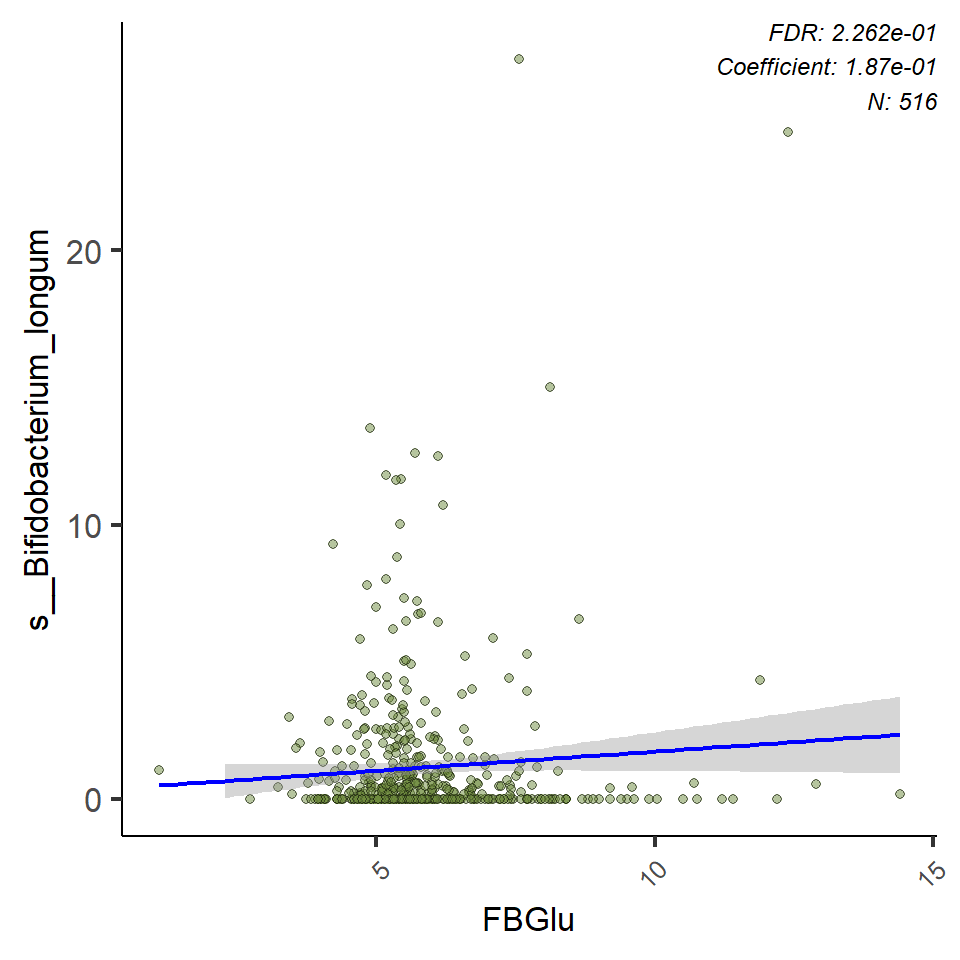 FDR: 2.262e-01
Coefficient: 1.87e-01
N: 516
s__Bifidobacterium_longum
20
10
0
5
10
15
FBGlu